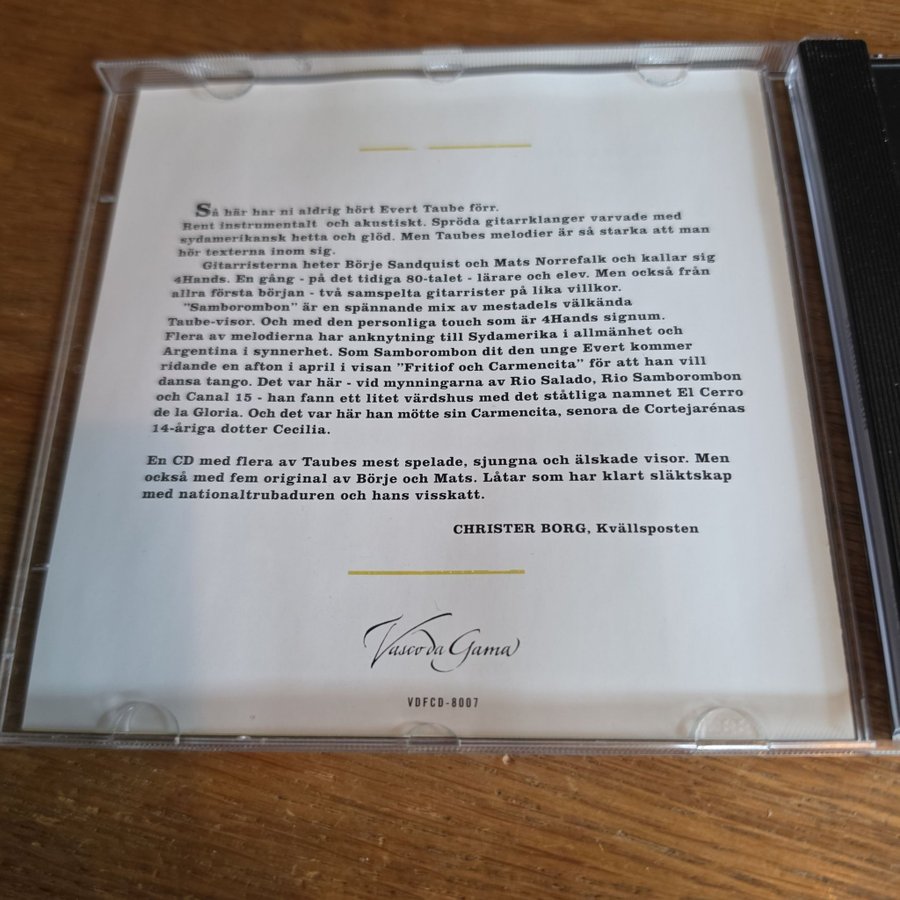 Så här har ni aldrig hört Evert Taube förr.
Rent instrumentalt och akustiskt. Spröda gitarrklanger varvade med
sydamerikansk hetta och glöd. Men Taubes melodier är så starka att man
hör texterna inom sig.
Gitarristerna heter Börje Sandquist och Mats Norrefalk och kallar sig
4Hands. En gång - på det tidiga 80-talet - lärare och elev. Men också från
allra första början - två samspelta gitarrister på lika villkor.
"Samborombon" är en spännande mix av mestadels välkända
Taube-visor. Och med den personliga touch som är 4Hands signum.
Flera av melodierna har anknytning till Sydamerika i allmänhet och
Argentina i synnerhet. Som Samborombon dit den unge Evert kommer
ridande en afton i april i visan "Fritiof och Carmencita" för att han vill
dansa tango. Det var här - vid mynningarna av Rio Salado, Rio Samborombon
och Canal 15 - han fann ett litet värdshus med det ståtliga namnet El Cerro
de la Gloria. Och det var här han mötte sin Carmencita, senora de Cortejarénas
14-åriga dotter Cecilia.
En CD med flera av Taubes mest spelade, sjungna och älskade visor. Men
också med fem original av Börje och Mats. Låtar som har klart släktskap
med nationaltrubaduren och hans visskatt.
CHRISTER BORG, Kvällsposten
Vasco da Gama
VDFCD-8007